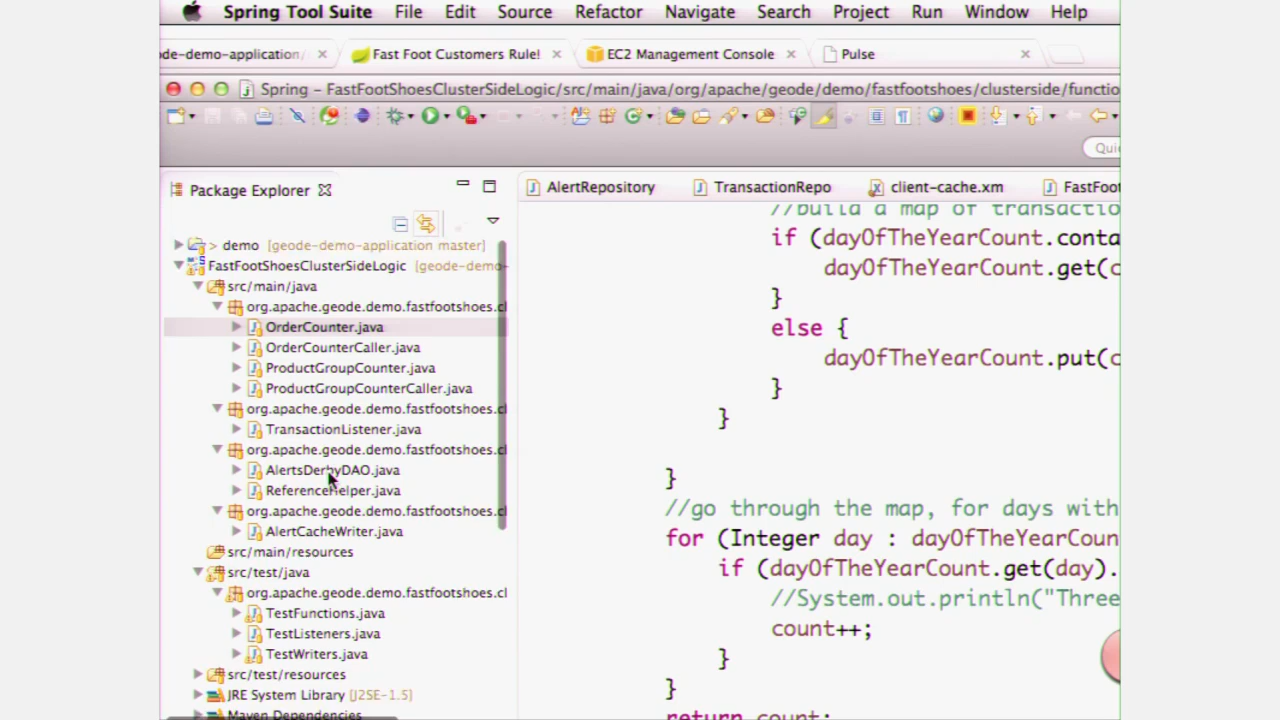 Spring Tool Suite File Edit Source Refactor Navigate Search Project Run Window Help
de-demo-application/ Fast Foot Customers Rule! EC2 Management Console Pulse
Spring – FastFootShoesClusterSideLogic/src/main/java/org/apache/geode/demo/fastfootshoes/clusterside/functio
Qui
Package Explorer
AlertRepository TransactionRepo client-cache.xm FastFoot
> demo [geode-demo-application master]
FastFootShoesClusterSideLogic [geode-demo-
src/main/java
org.apache.geode.demo.fastfootshoes.cl
OrderCounter.java
OrderCounterCaller.java
ProductGroupCounter.java
ProductGroupCounterCaller.java
org.apache.geode.demo.fastfootshoes.cl
TransactionListener.java
org.apache.geode.demo.fastfootshoes.cl
AlertsDerbyDAO.java
ReferenceHelper.java
org.apache.geode.demo.fastfootshoes.cl
AlertCacheWriter.java
src/main/resources
src/test/java
org.apache.geode.demo.fastfootshoes.cl
TestFunctions.java
TestListeners.java
TestWriters.java
src/test/resources
JRE System Library [J2SE-1.5]
Maven Dependencies
//build a map of transactio
if (dayOfTheYearCount.conta
dayOfTheYearCount.get(c
}
else {
dayOfTheYearCount.put(c
}
}
}
//go through the map, for days with
for (Integer day : dayOfTheYearCoun
if (dayOfTheYearCount.get(day).
//System.out.println("Three
count++;
}
}
return count;